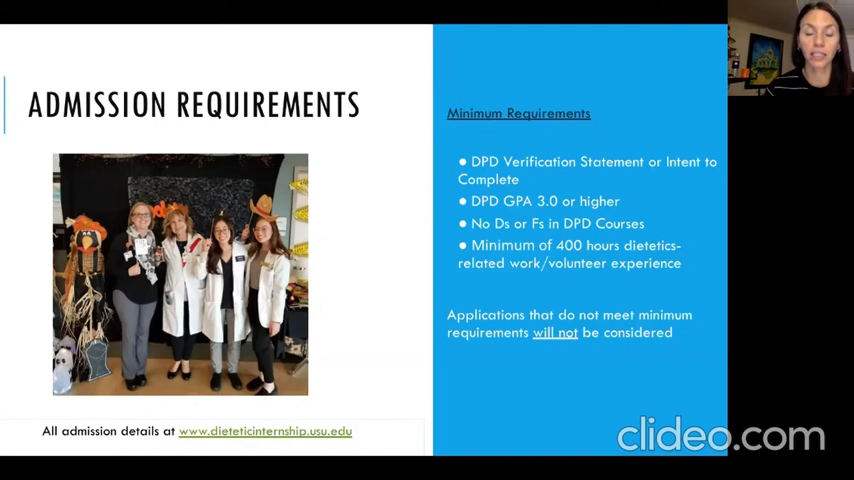 ADMISSION REQUIREMENTS
Minimum Requirements
● DPD Verification Statement or Intent to
Complete
● DPD GPA 3.0 or higher
● No Ds or Fs in DPD Courses
● Minimum of 400 hours dietetics-
related work/volunteer experience
Applications that do not meet minimum
requirements will not be considered
All admission details at www.dieteticinternship.usu.edu
clideo.com